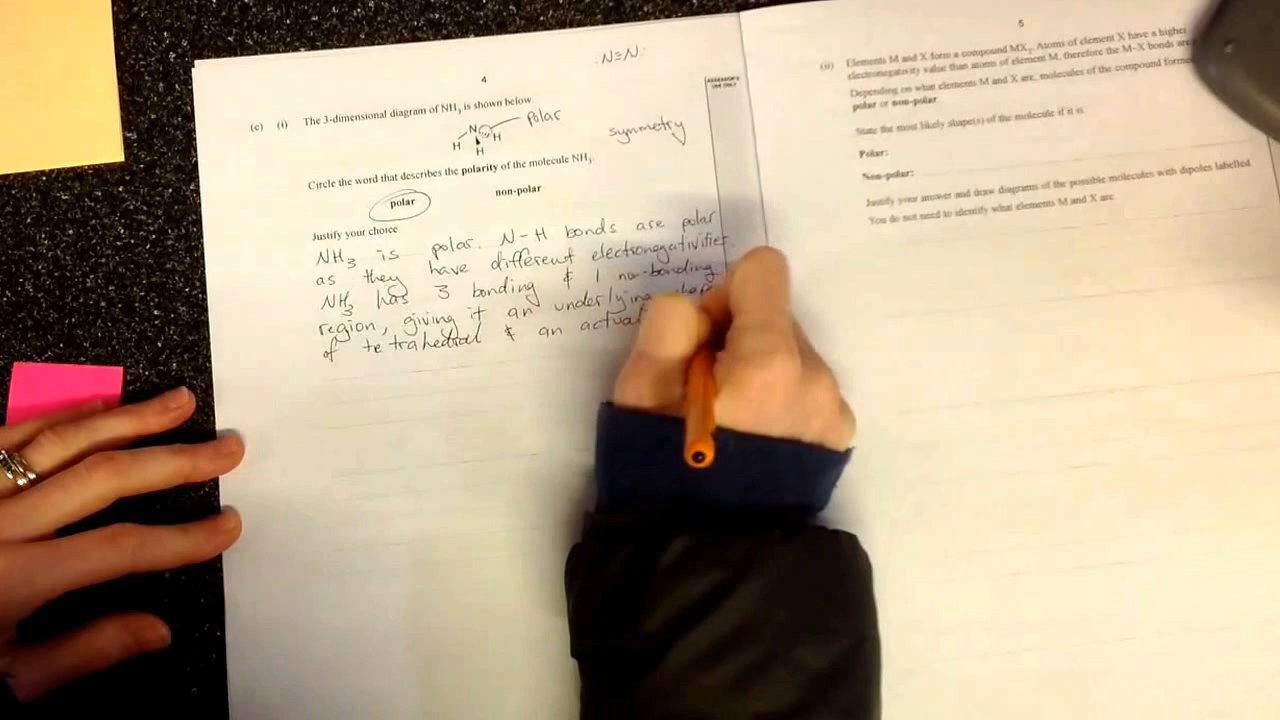 N≡N
4
(c) (i) The 3-dimensional diagram of NH3 is shown below.
N
H
H
H
polar
symmetry
Circle the word that describes the polarity of the molecule NH3.
polar non-polar
Justify your choice
NH3 is polar. N-H bonds are polar
as they have different electronegativities.
NH3 has 3 bonding & 1 non-bonding
region, giving it an underlying
of tetrahedral & an actual
ASSESSOR'S
USE ONLY
5
(ii) Elements M and X form a compound MX2. Atoms of element X have a higher
electronegativity value than atoms of element M, therefore the M–X bonds are
Depending on what elements M and X are, molecules of the compound formed
polar or non-polar.
State the most likely shape(s) of the molecule if it is:
Polar:
Non-polar:
Justify your answer and draw diagrams of the possible molecules with dipoles labelled.
You do not need to identify what elements M and X are.